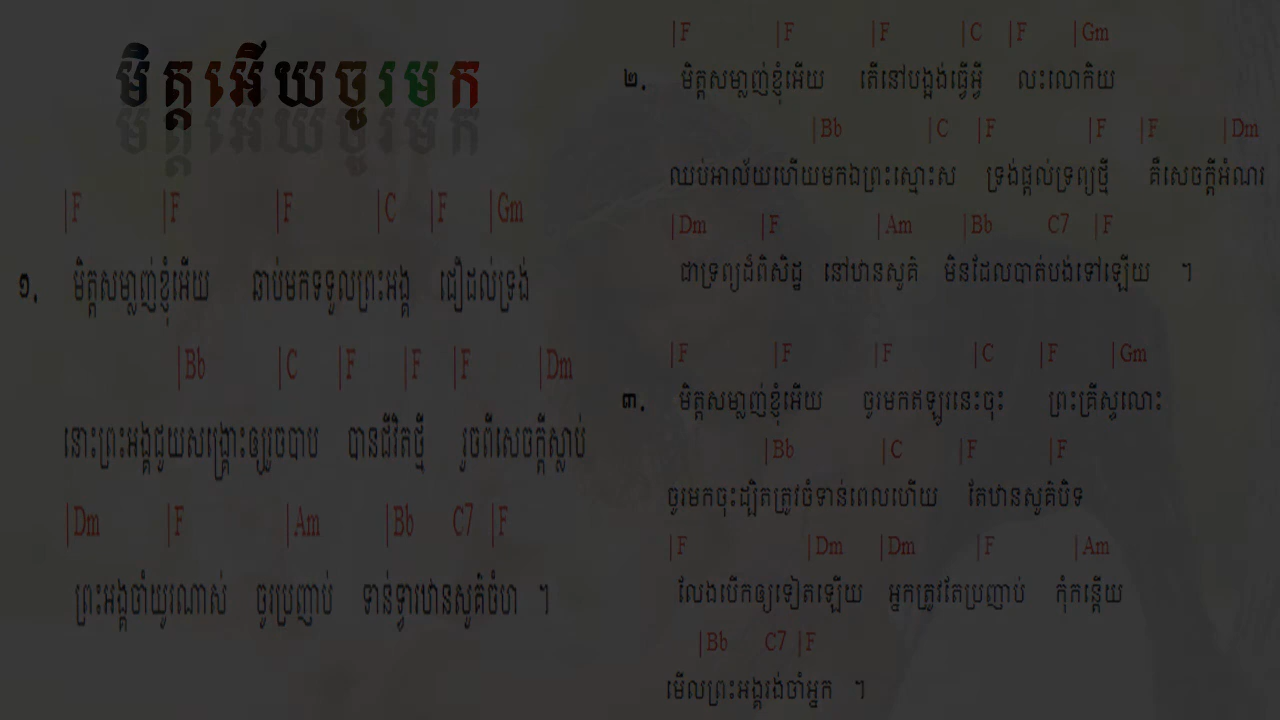 មិត្តអើយចូរមក
|F |F |F |C |F |Gm
១. មិត្តសម្លាញ់ខ្ញុំអើយ ឆាប់មកទទួលព្រះអង្គ ជឿដល់ទ្រង់
|Bb |C |F |F |F |Dm
នោះព្រះអង្គជួយសង្គ្រោះឲ្យរួចបាប បានជីវិតថ្មី រួចពីសេចក្ដីស្លាប់
|Dm |F |Am |Bb C7 |F
ព្រះអង្គចាំយូរណាស់ ចូរប្រញាប់ ទាន់ទ្វារឋានសួគ៌ចំហ ។
|F |F |F |C |F |Gm
២. មិត្តសម្លាញ់ខ្ញុំអើយ តើនៅបង្អង់ធ្វើអ្វី លះលោកិយ
|Bb |C |F |F |F |Dm
ឈប់អាល័យហើយមកឯព្រះស្មោះស ទ្រង់ផ្ដល់ទ្រព្យថ្មី គឺសេចក្ដីអំណរ
|Dm |F |Am |Bb C7 |F
ជាទ្រព្យដ៏ពិសិដ្ឋ នៅឋានសួគ៌ មិនដែលបាត់បង់ទៅឡើយ ។
|F |F |F |C |F |Gm
៣. មិត្តសម្លាញ់ខ្ញុំអើយ ចូរមកឥឡូវនេះចុះ ព្រះគ្រីស្ទលោះ
|Bb |C |F |F
ចូរមកចុះដ្បិតត្រូវចំទាន់ពេលហើយ តែឋានសួគ៌បិទ
|F |Dm |Dm |F |Am
លែងបើកឲ្យទៀតឡើយ អ្នកត្រូវតែប្រញាប់ កុំកន្តើយ
|Bb C7 |F
មើលព្រះអង្គរង់ចាំអ្នក ។